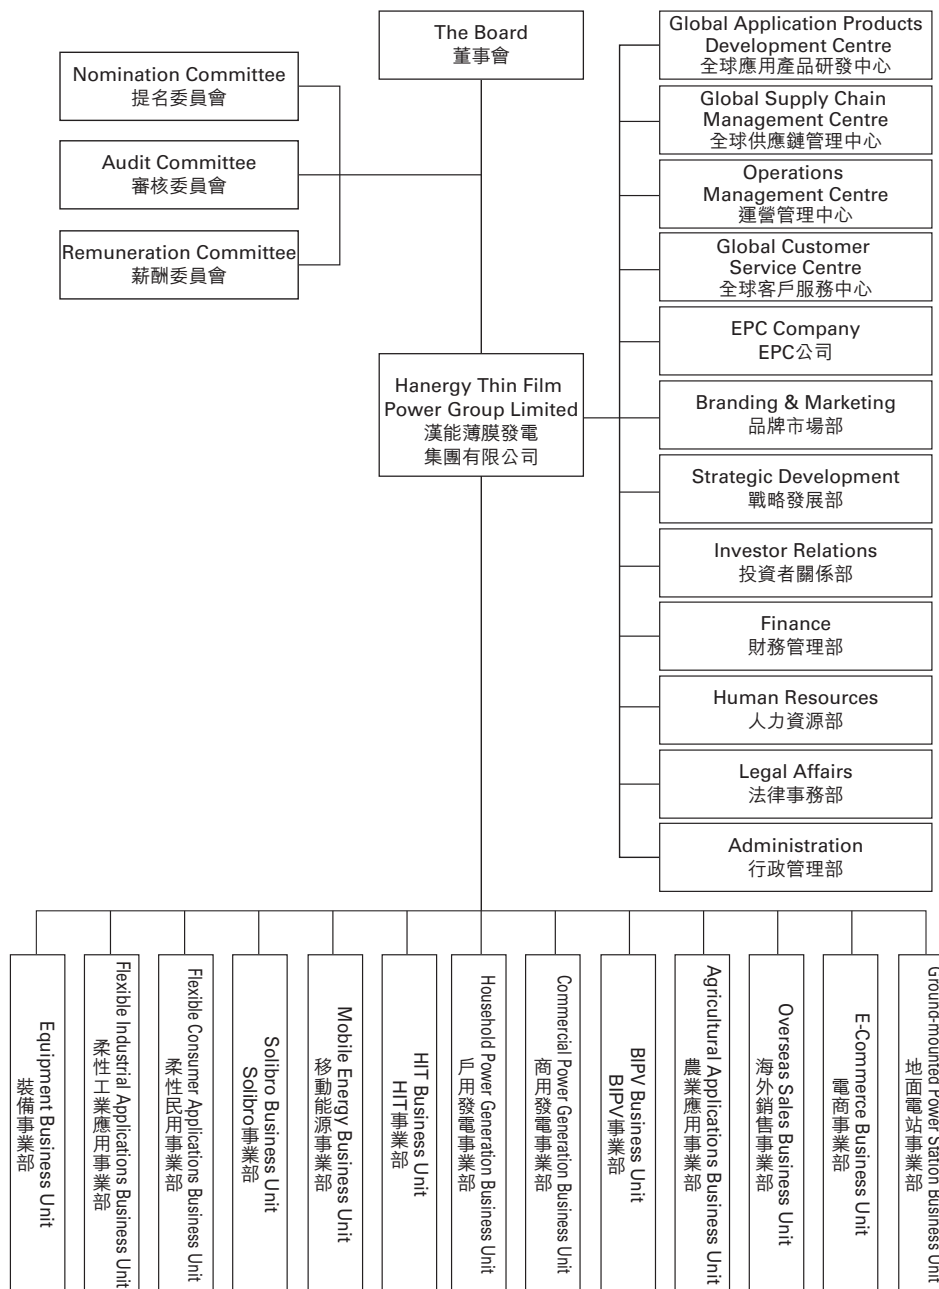 The Board
董事會
Nomination Committee
提名委員會
Audit Committee
審核委員會
Remuneration Committee
薪酬委員會
Hanergy Thin Film
Power Group Limited
漢能薄膜發電
集團有限公司
Global Application Products
Development Centre
全球應用產品研發中心
Global Supply Chain
Management Centre
全球供應鏈管理中心
Operations
Management Centre
運營管理中心
Global Customer
Service Centre
全球客戶服務中心
EPC Company
EPC公司
Branding & Marketing
品牌市場部
Strategic Development
戰略發展部
Investor Relations
投資者關係部
Finance
財務管理部
Human Resources
人力資源部
Legal Affairs
法律事務部
Administration
行政管理部
Equipment Business Unit
裝備事業部
Flexible Industrial Applications Business Unit
柔性工業應用事業部
Flexible Consumer Applications Business Unit
柔性民用事業部
Solibro Business Unit
Solibro事業部
Mobile Energy Business Unit
移動能源事業部
HIT Business Unit
HIT事業部
Household Power Generation Business Unit
戶用發電事業部
Commercial Power Generation Business Unit
商用發電事業部
BIPV Business Unit
BIPV事業部
Agricultural Applications Business Unit
農業應用事業部
Overseas Sales Business Unit
海外銷售事業部
E-Commerce Business Unit
電商事業部
Ground-mounted Power Station Business Unit
地面電站事業部